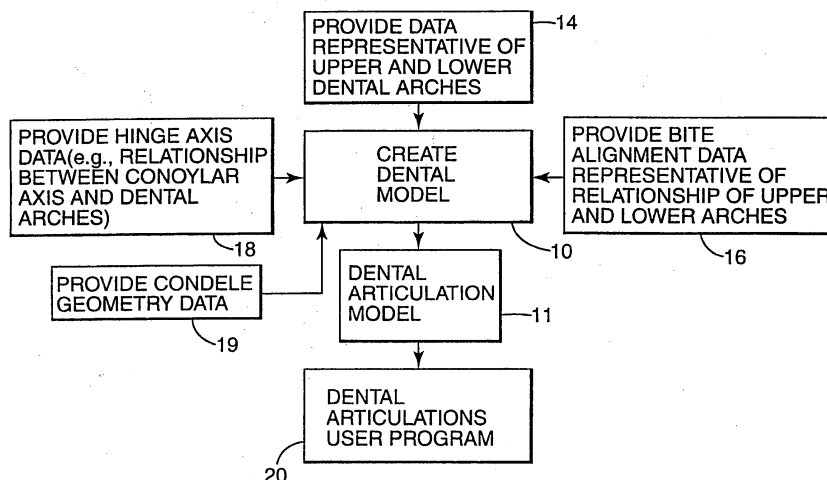 14
PROVIDE DATA
REPRESENTATIVE OF
UPPER AND LOWER
DENTAL ARCHES
PROVIDE HINGE AXIS
DATA(e.g., RELATIONSHIP
BETWEEN CONOYLAR
AXIS AND DENTAL
ARCHES)
18
CREATE
DENTAL
MODEL
10
PROVIDE BITE
ALIGNMENT DATA
REPRESENTATIVE OF
RELATIONSHIP OF UPPER
AND LOWER ARCHES
16
PROVIDE CONDELE
GEOMETRY DATA
19
DENTAL
ARTICULATION
MODEL
11
DENTAL
ARTICULATIONS
USER PROGRAM
20